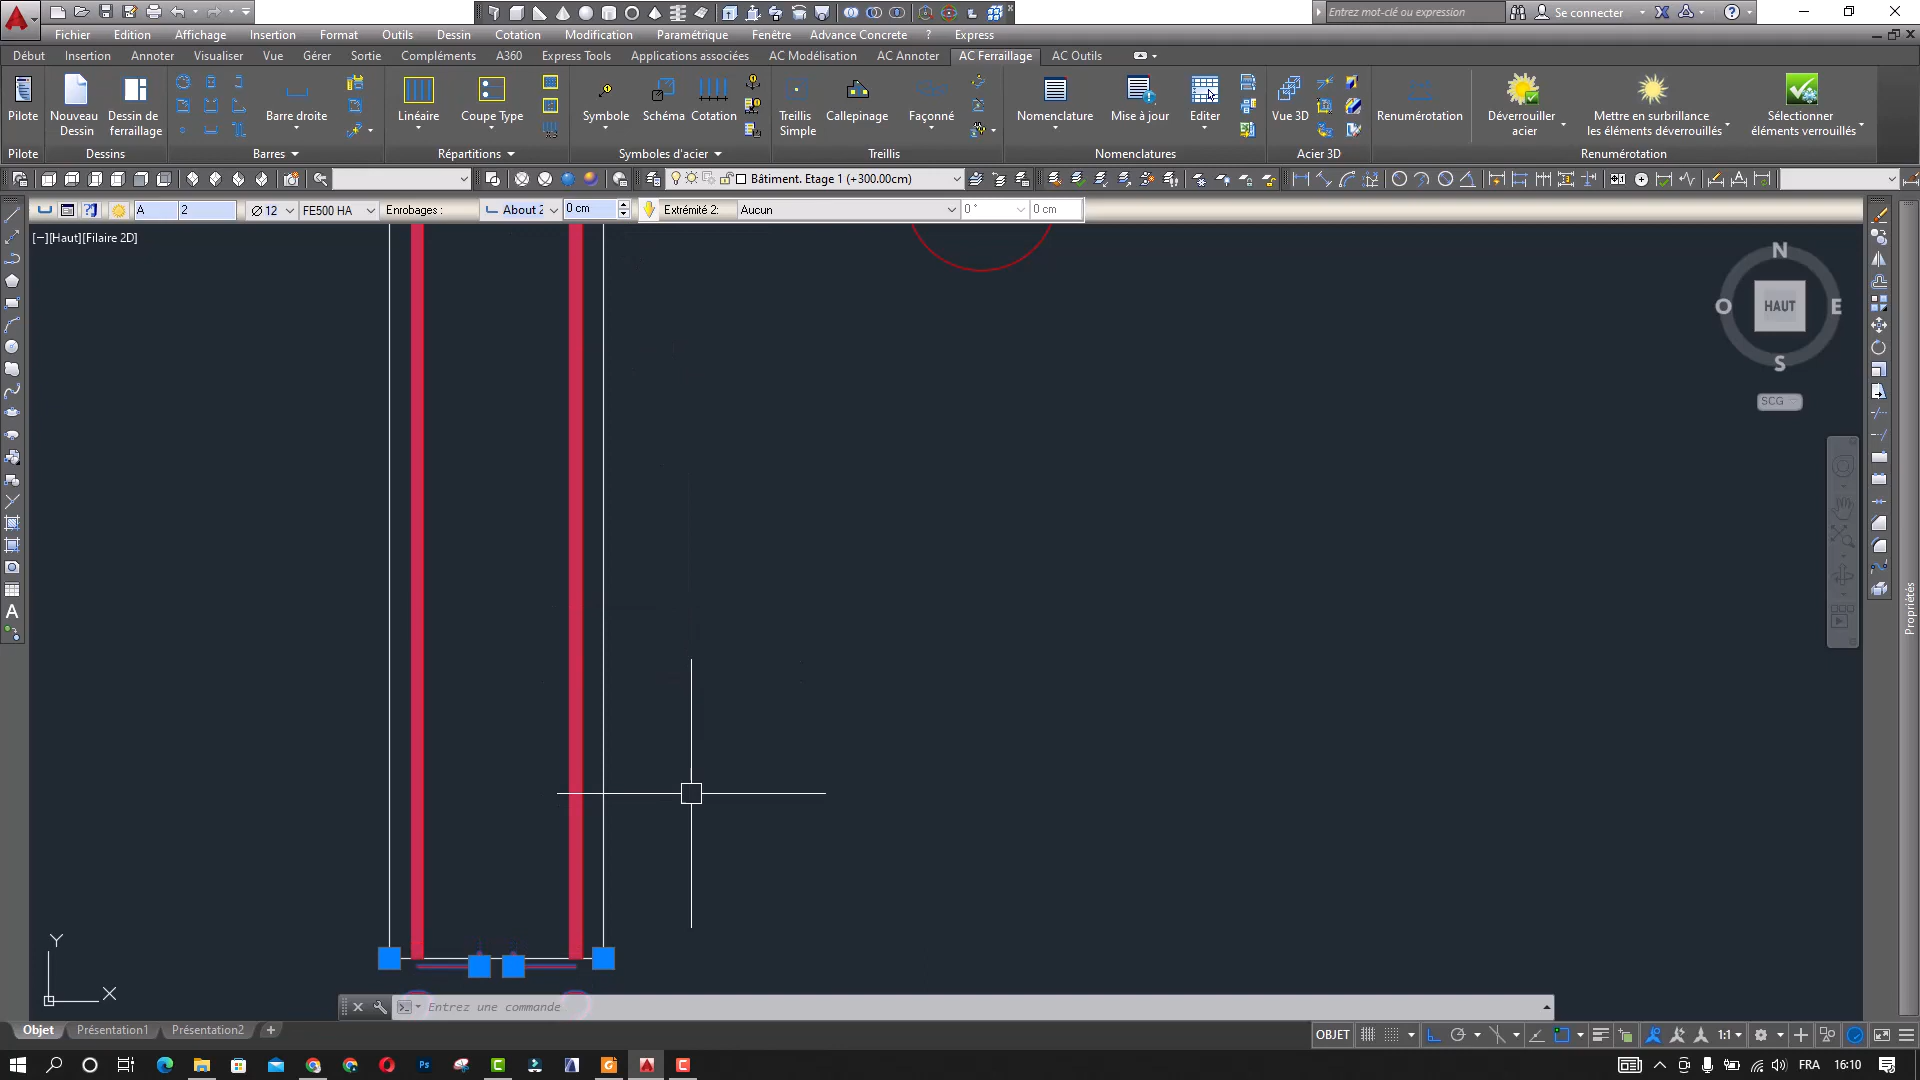 Entrez mot-clé ou expression
Se connecter
Fichier Edition Affichage Insertion Format Outils Dessin Cotation Paramétrique Fenêtre Advance Concrete ? Express
Début Insertion Annoter Visualiser Vue Gérer Sortie Compléments A360 Express Tools Applications associées AC Modélisation AC Annoter AC Ferraillage AC Outils
Pilote Nouveau Dessin Dessin de ferraillage Barre droite Linéaire Coupe Type Symbole Schéma Cotation Treillis Simple Callepinage Façonné Nomenclature Mise à jour Editer Vue 3D Renumérotation Déverrouiller acier Mettre en surbrillance les éléments déverrouillés Sélectionner éléments verrouillés
Pilote Dessins Barres Répartitions Symboles d'acier Treillis Nomenclatures Acier 3D Renumérotation
Bâtiment. Etage 1 (+300.00cm)
A 2 Ø 12 FE500 HA Enrobages : About 2 0 cm Extrémité 2: Aucun 0 ° 0 cm
[−][Haut][Filaire 2D]
N
O HAUT E
S
SCG
Propriétés
Y
X
Entrez une commande
Objet Présentation1 Présentation2 +
OBJET 1:1
FRA 16:10